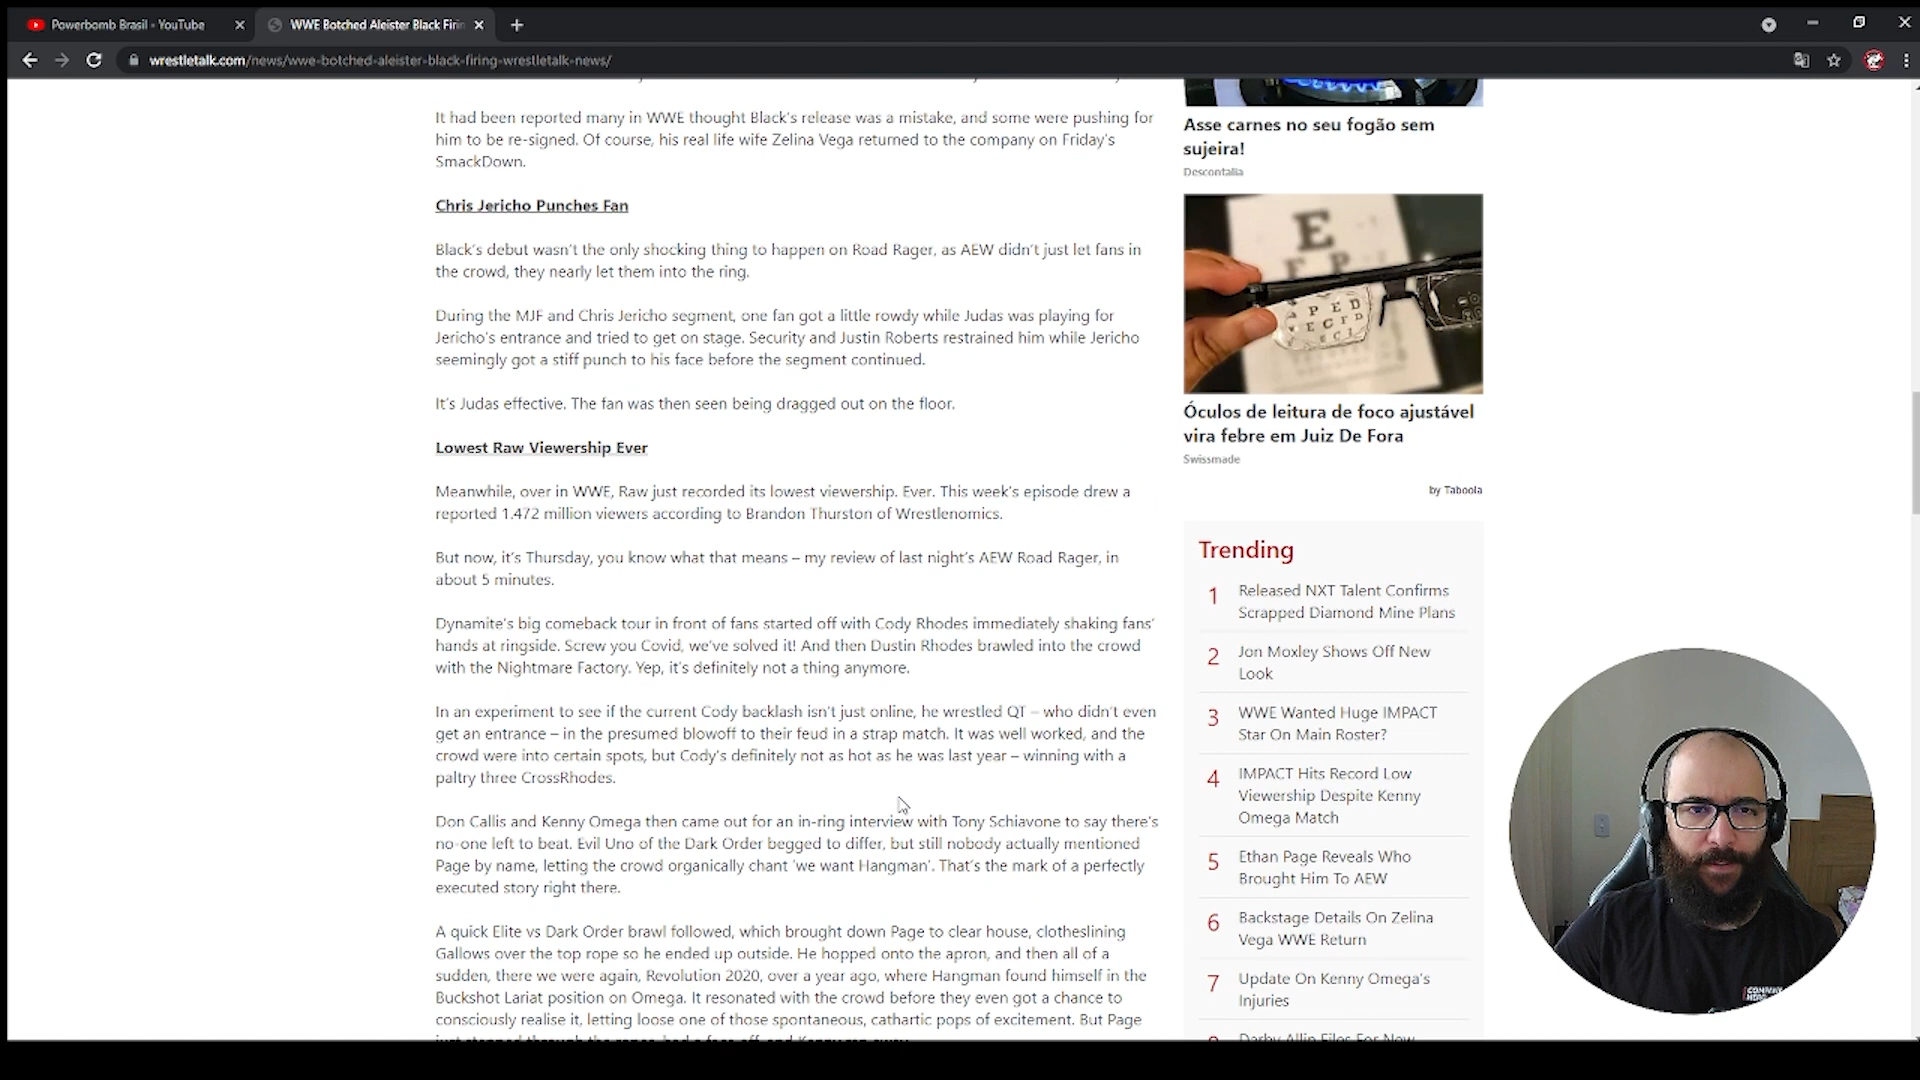 Powerbomb Brasil - YouTube
WWE Botched Aleister Black Firin
wrestletalk.com/news/wwe-botched-aleister-black-firing-wrestletalk-news/
It had been reported many in WWE thought Black's release was a mistake, and some were pushing for
him to be re-signed. Of course, his real life wife Zelina Vega returned to the company on Friday's
SmackDown.
Chris Jericho Punches Fan
Black's debut wasn't the only shocking thing to happen on Road Rager, as AEW didn't just let fans in
the crowd, they nearly let them into the ring.
During the MJF and Chris Jericho segment, one fan got a little rowdy while Judas was playing for
Jericho's entrance and tried to get on stage. Security and Justin Roberts restrained him while Jericho
seemingly got a stiff punch to his face before the segment continued.
It's Judas effective. The fan was then seen being dragged out on the floor.
Lowest Raw Viewership Ever
Meanwhile, over in WWE, Raw just recorded its lowest viewership. Ever. This week's episode drew a
reported 1.472 million viewers according to Brandon Thurston of Wrestlenomics.
But now, it's Thursday, you know what that means – my review of last night's AEW Road Rager, in
about 5 minutes.
Dynamite's big comeback tour in front of fans started off with Cody Rhodes immediately shaking fans'
hands at ringside. Screw you Covid, we've solved it! And then Dustin Rhodes brawled into the crowd
with the Nightmare Factory. Yep, it's definitely not a thing anymore.
In an experiment to see if the current Cody backlash isn't just online, he wrestled QT – who didn't even
get an entrance – in the presumed blowoff to their feud in a strap match. It was well worked, and the
crowd were into certain spots, but Cody's definitely not as hot as he was last year – winning with a
paltry three CrossRhodes.
Don Callis and Kenny Omega then came out for an in-ring interview with Tony Schiavone to say there's
no-one left to beat. Evil Uno of the Dark Order begged to differ, but still nobody actually mentioned
Page by name, letting the crowd organically chant 'we want Hangman'. That's the mark of a perfectly
executed story right there.
A quick Elite vs Dark Order brawl followed, which brought down Page to clear house, clotheslining
Gallows over the top rope so he ended up outside. He hopped onto the apron, and then all of a
sudden, there we were again, Revolution 2020, over a year ago, where Hangman found himself in the
Buckshot Lariat position on Omega. It resonated with the crowd before they even got a chance to
consciously realise it, letting loose one of those spontaneous, cathartic pops of excitement. But Page
Asse carnes no seu fogão sem
sujeira!
Descontalia
E
F P
P E D
E C F D
Óculos de leitura de foco ajustável
vira febre em Juiz De Fora
Swissmade
by Taboola
Trending
1 Released NXT Talent Confirms
Scrapped Diamond Mine Plans
2 Jon Moxley Shows Off New
Look
3 WWE Wanted Huge IMPACT
Star On Main Roster?
4 IMPACT Hits Record Low
Viewership Despite Kenny
Omega Match
5 Ethan Page Reveals Who
Brought Him To AEW
6 Backstage Details On Zelina
Vega WWE Return
7 Update On Kenny Omega's
Injuries
Darby Allin Files For New